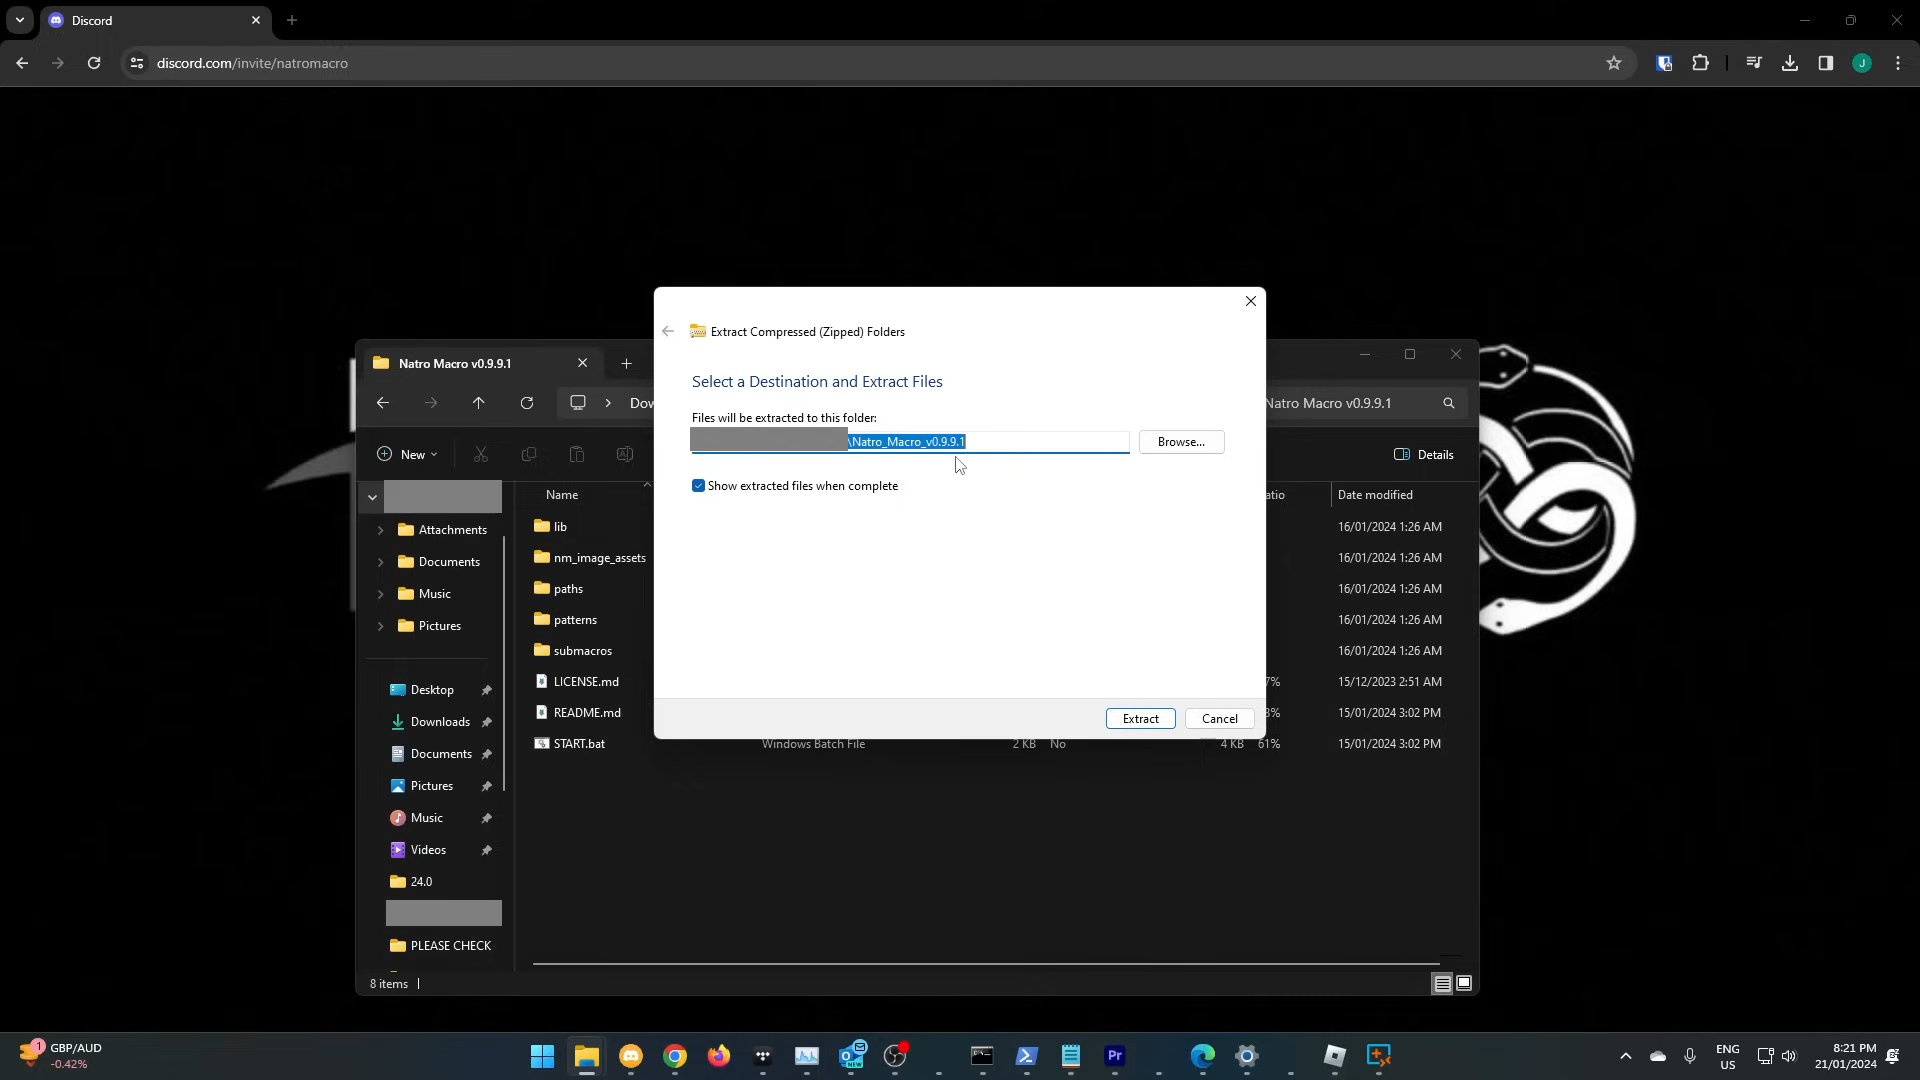 Discord
discord.com/invite/natromacro
J
Extract Compressed (Zipped) Folders
Select a Destination and Extract Files
Files will be extracted to this folder:
\Natro_Macro_v0.9.9.1
Browse...
Show extracted files when complete
Extract
Cancel
Natro Macro v0.9.9.1
Dow
Natro Macro v0.9.9.1
New
Details
Name
atio
Date modified
Attachments
Documents
Music
Pictures
Desktop
Downloads
Documents
Pictures
Music
Videos
24.0
PLEASE CHECK
lib
16/01/2024 1:26 AM
nm_image_assets
16/01/2024 1:26 AM
paths
16/01/2024 1:26 AM
patterns
16/01/2024 1:26 AM
submacros
16/01/2024 1:26 AM
LICENSE.md
7%
15/12/2023 2:51 AM
README.md
3%
15/01/2024 3:02 PM
START.bat
Windows Batch File
2 KB
No
4 KB
61%
15/01/2024 3:02 PM
8 items
1
GBP/AUD
-0.42%
NEW
Pr
ENG
US
8:21 PM
21/01/2024